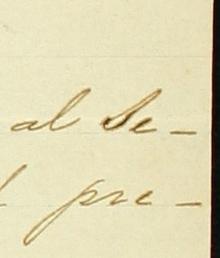 al Se-
pre-